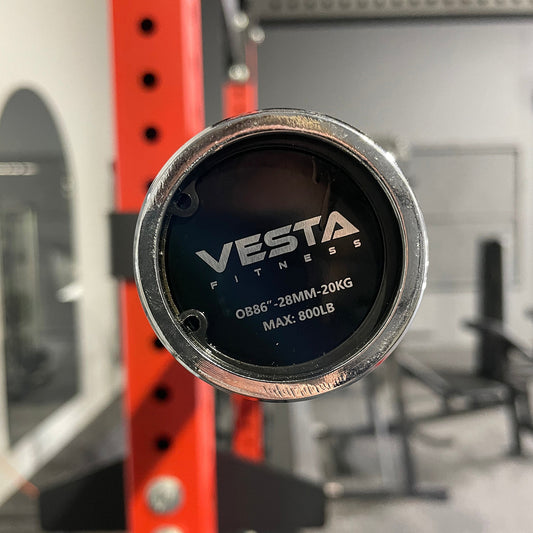 VESTA
FITNESS
OB86"-28MM-20KG
MAX: 800LB